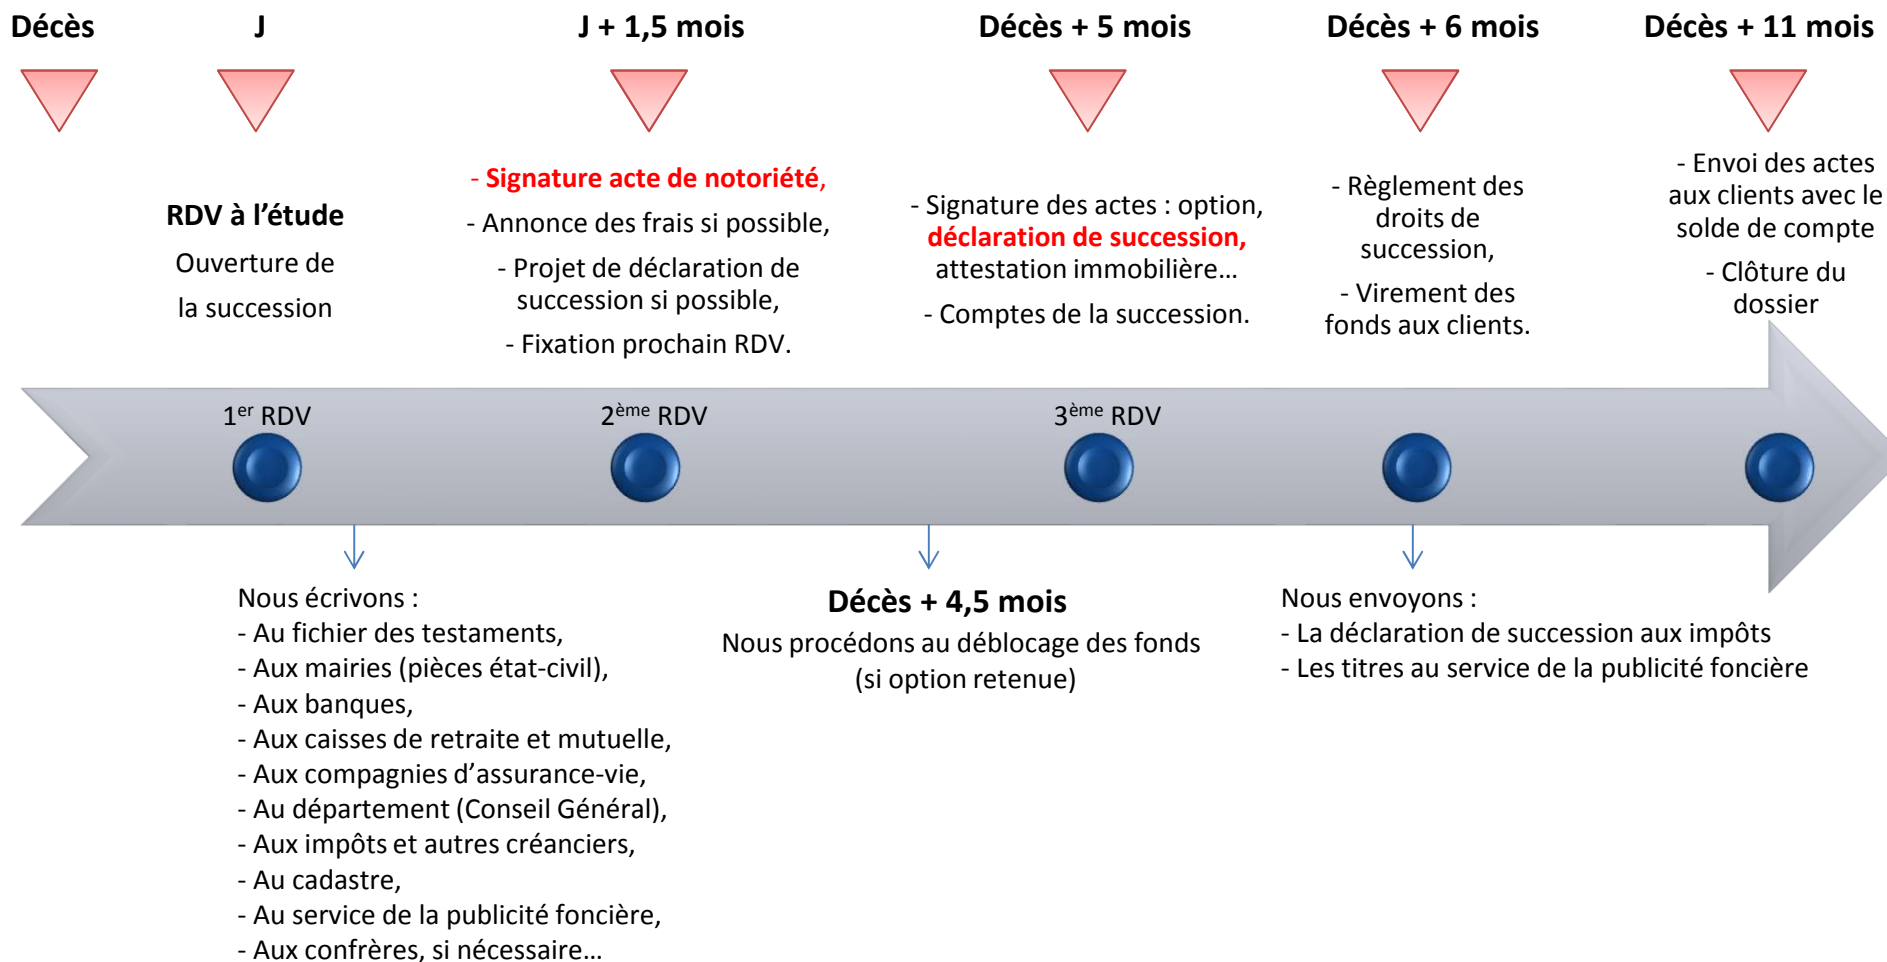 Décès
J
J + 1,5 mois
Décès + 5 mois
Décès + 6 mois
Décès + 11 mois
RDV à l’étude
Ouverture de
la succession
- Signature acte de notoriété,
- Annonce des frais si possible,
- Projet de déclaration de
succession si possible,
- Fixation prochain RDV.
- Signature des actes : option,
déclaration de succession,
attestation immobilière…
- Comptes de la succession.
- Règlement des
droits de
succession,
- Virement des
fonds aux clients.
- Envoi des actes
aux clients avec le
solde de compte
- Clôture du
dossier
1er RDV
2ème RDV
3ème RDV
Nous écrivons :
- Au fichier des testaments,
- Aux mairies (pièces état-civil),
- Aux banques,
- Aux caisses de retraite et mutuelle,
- Aux compagnies d’assurance-vie,
- Au département (Conseil Général),
- Aux impôts et autres créanciers,
- Au cadastre,
- Au service de la publicité foncière,
- Aux confrères, si nécessaire…
Décès + 4,5 mois
Nous procédons au déblocage des fonds
(si option retenue)
Nous envoyons :
- La déclaration de succession aux impôts
- Les titres au service de la publicité foncière